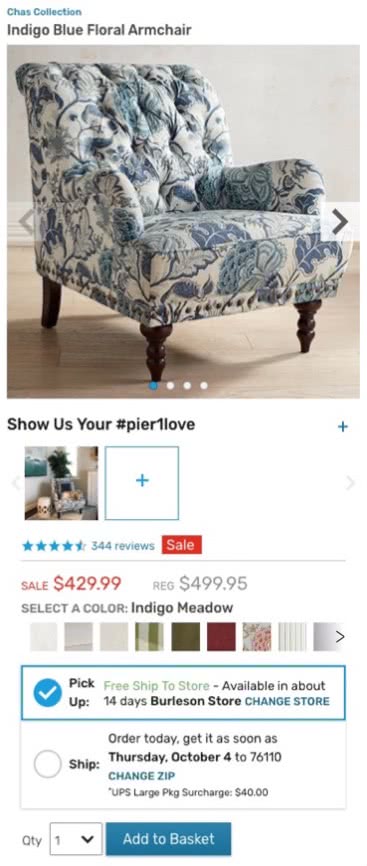 Chas Collection
Indigo Blue Floral Armchair
Show Us Your #pier1love +
+
★★★★⯪ 344 reviews Sale
SALE $429.99 REG $499.95
SELECT A COLOR: Indigo Meadow
Pick Up: Free Ship To Store - Available in about
14 days Burleson Store CHANGE STORE
Order today, get it as soon as
Ship: Thursday, October 4 to 76110
CHANGE ZIP
*UPS Large Pkg Surcharge: $40.00
Qty 1 Add to Basket